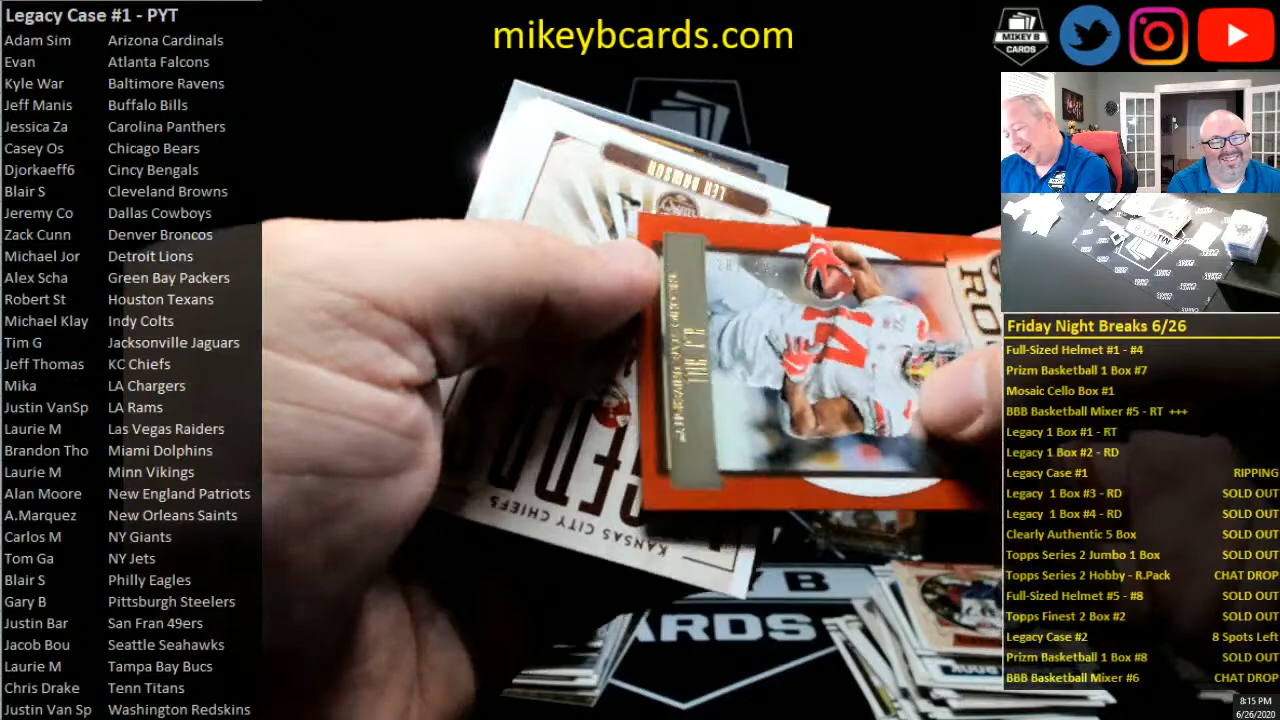 Legacy Case #1 - PYT
Adam Sim Arizona Cardinals
Evan Atlanta Falcons
Kyle War Baltimore Ravens
Jeff Manis Buffalo Bills
Jessica Za Carolina Panthers
Casey Os Chicago Bears
Djorkaeff6 Cincy Bengals
Blair S Cleveland Browns
Jeremy Co Dallas Cowboys
Zack Cunn Denver Broncos
Michael Jor Detroit Lions
Alex Scha Green Bay Packers
Robert St Houston Texans
Michael Klay Indy Colts
Tim G Jacksonville Jaguars
Jeff Thomas KC Chiefs
Mika LA Chargers
Justin VanSp LA Rams
Laurie M Las Vegas Raiders
Brandon Tho Miami Dolphins
Laurie M Minn Vikings
Alan Moore New England Patriots
A.Marquez New Orleans Saints
Carlos M NY Giants
Tom Ga NY Jets
Blair S Philly Eagles
Gary B Pittsburgh Steelers
Justin Bar San Fran 49ers
Jacob Bou Seattle Seahawks
Laurie M Tampa Bay Bucs
Chris Drake Tenn Titans
Justin Van Sp Washington Redskins
mikeybcards.com
LEN DAWSON
KANSAS CITY CHIEFS
RO
K.J. HILL
B
ARDS
MIKEY B
CARDS
Friday Night Breaks 6/26
Full-Sized Helmet #1 - #4
Prizm Basketball 1 Box #7
Mosaic Cello Box #1
BBB Basketball Mixer #5 - RT +++
Legacy 1 Box #1 - RT
Legacy 1 Box #2 - RD
Legacy Case #1 RIPPING
Legacy 1 Box #3 - RD SOLD OUT
Legacy 1 Box #4 - RD SOLD OUT
Clearly Authentic 5 Box SOLD OUT
Topps Series 2 Jumbo 1 Box SOLD OUT
Topps Series 2 Hobby - R.Pack CHAT DROP
Full-Sized Helmet #5 - #8 SOLD OUT
Topps Finest 2 Box #2 SOLD OUT
Legacy Case #2 8 Spots Left
Prizm Basketball 1 Box #8 SOLD OUT
BBB Basketball Mixer #6 CHAT DROP
8:15 PM
6/26/2020